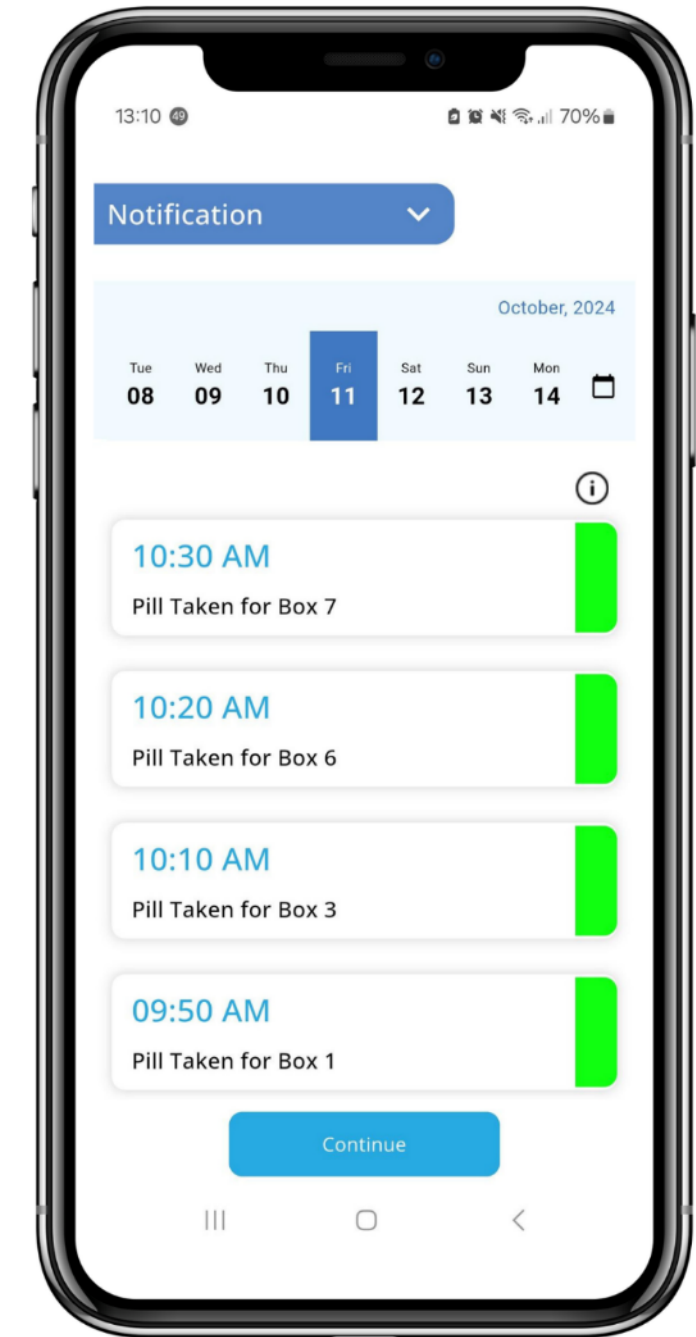 13:10 49 70%
Notification
October, 2024
Tue Wed Thu Fri Sat Sun Mon
08 09 10 11 12 13 14
10:30 AM
Pill Taken for Box 7
10:20 AM
Pill Taken for Box 6
10:10 AM
Pill Taken for Box 3
09:50 AM
Pill Taken for Box 1
Continue